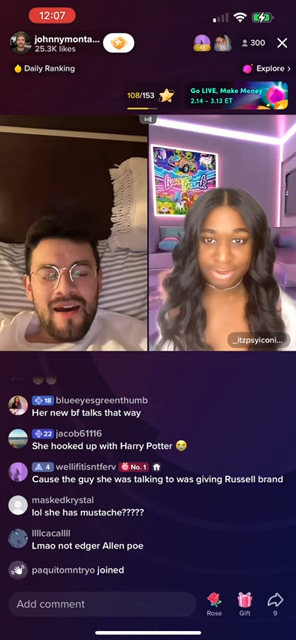 12:07
johnnymonta...
25.3K likes
300
Daily Ranking
Explore >
108/153
Go LIVE, Make Money
2.14 - 3.13 ET
_itzpsyiconi...
18 blueeyesgreenthumb
Her new bf talks that way
22 jacob61116
She hooked up with Harry Potter 😭
4 wellifitisntferv No. 1
Cause the guy she was talking to was giving Russell brand
maskedkrystal
lol she has mustache?????
llllcacallll
Lmao not edger Allen poe
paquitomntryo joined
Add comment
Rose
Gift
9